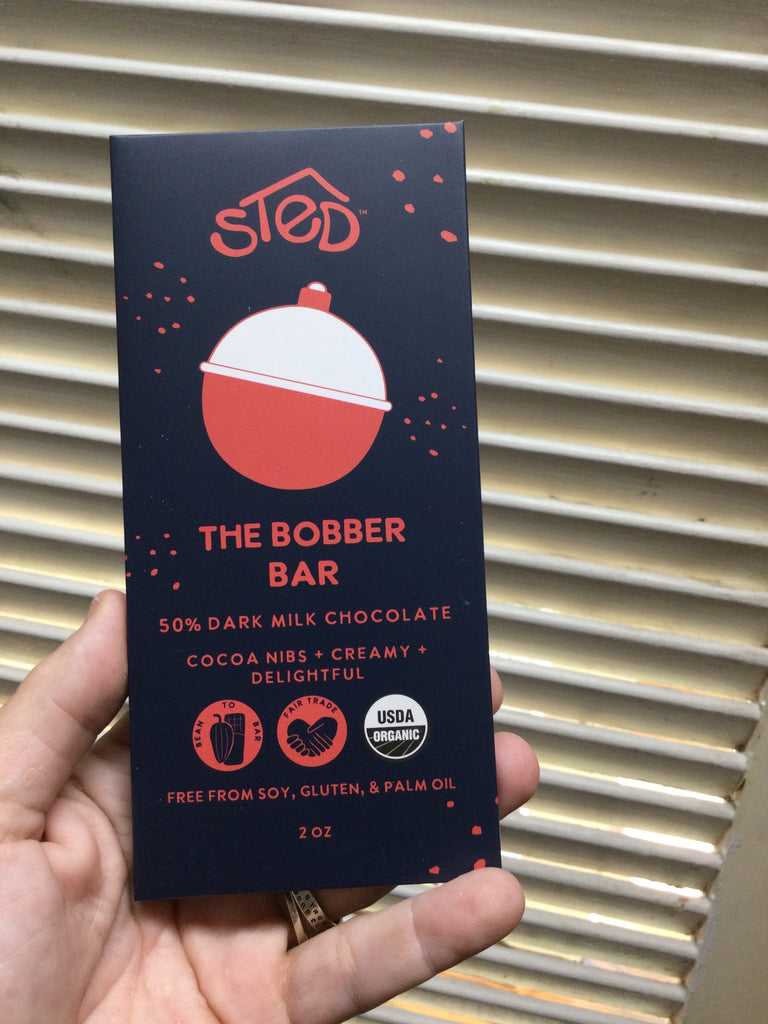 STED™
THE BOBBER
BAR
50% DARK MILK CHOCOLATE
COCOA NIBS + CREAMY +
DELIGHTFUL
BEAN TO BAR
FAIR TRADE
USDA
ORGANIC
FREE FROM SOY, GLUTEN, & PALM OIL
2 OZ